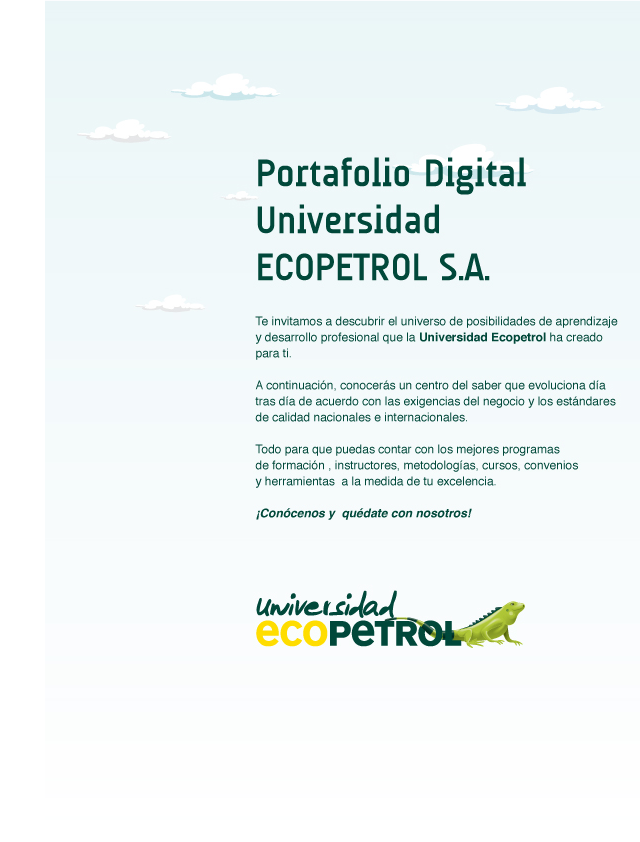 Portafolio Digital
Universidad
ECOPETROL S.A.
Te invitamos a descubrir el universo de posibilidades de aprendizaje
y desarrollo profesional que la Universidad Ecopetrol ha creado
para ti.
A continuación, conocerás un centro del saber que evoluciona día
tras día de acuerdo con las exigencias del negocio y los estándares
de calidad nacionales e internacionales.
Todo para que puedas contar con los mejores programas
de formación , instructores, metodologías, cursos, convenios
y herramientas  a la medida de tu excelencia.
¡Conócenos y  quédate con nosotros!
universidad
ecoPETROL